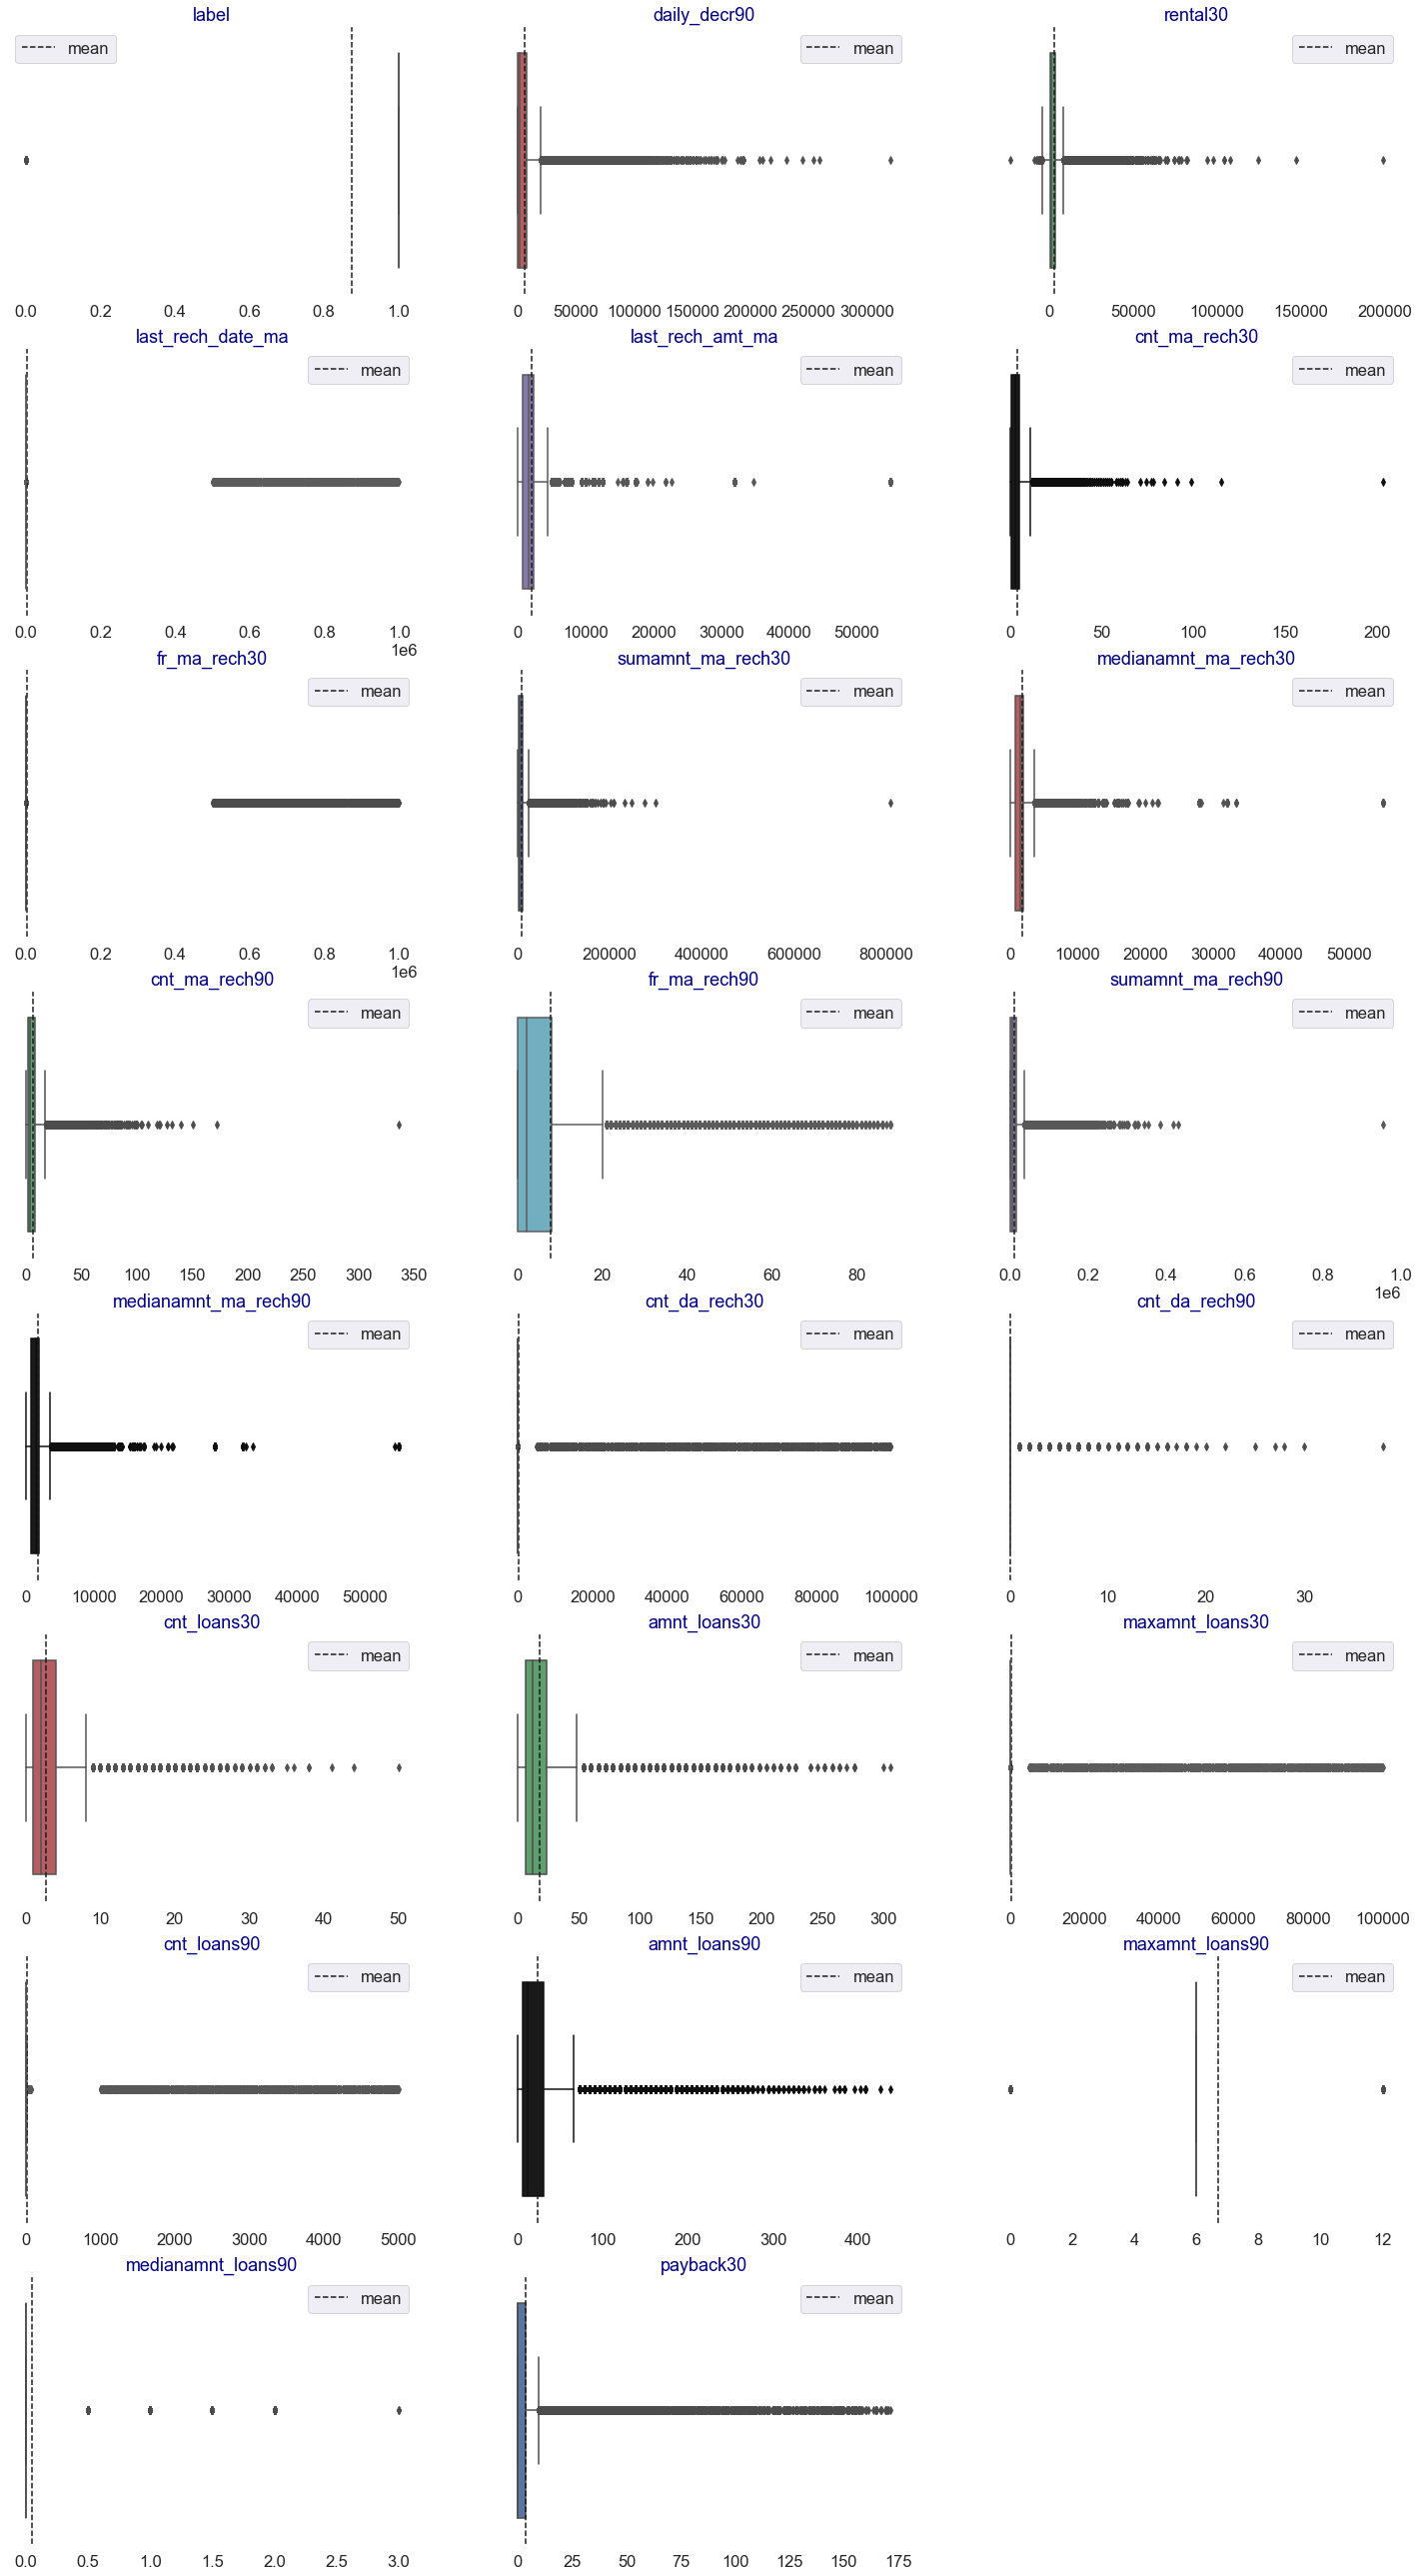 label daily_decr90 rental30
mean mean mean
0.0 0.2 0.4 0.6 0.8 1.0 0 50000 100000 150000 200000 250000 300000 0 50000 100000 150000 200000
last_rech_date_ma last_rech_amt_ma cnt_ma_rech30
mean mean mean
0.0 0.2 0.4 0.6 0.8 1.0 0 10000 20000 30000 40000 50000 0 50 100 150 200
1e6
fr_ma_rech30 sumamnt_ma_rech30 medianamnt_ma_rech30
mean mean mean
0.0 0.2 0.4 0.6 0.8 1.0 0 200000 400000 600000 800000 0 10000 20000 30000 40000 50000
1e6
cnt_ma_rech90 fr_ma_rech90 sumamnt_ma_rech90
mean mean mean
0 50 100 150 200 250 300 350 0 20 40 60 80 0.0 0.2 0.4 0.6 0.8 1.0
1e6
medianamnt_ma_rech90 cnt_da_rech30 cnt_da_rech90
mean mean mean
0 10000 20000 30000 40000 50000 0 20000 40000 60000 80000 100000 0 10 20 30
cnt_loans30 amnt_loans30 maxamnt_loans30
mean mean mean
0 10 20 30 40 50 0 50 100 150 200 250 300 0 20000 40000 60000 80000 100000
cnt_loans90 amnt_loans90 maxamnt_loans90
mean mean mean
0 1000 2000 3000 4000 5000 0 100 200 300 400 0 2 4 6 8 10 12
medianamnt_loans90 payback30
mean mean
0.0 0.5 1.0 1.5 2.0 2.5 3.0 0 25 50 75 100 125 150 175